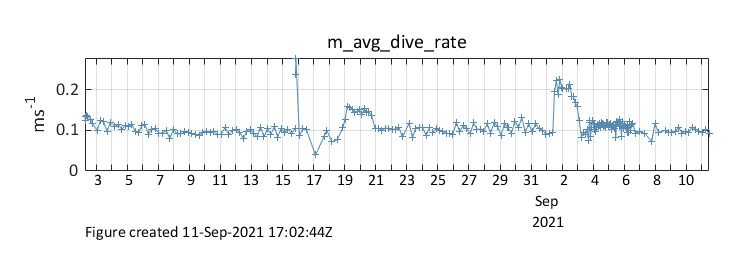 m_avg_dive_rate
ms⁻¹
0.2
0.1
0
3 5 7 9 11 13 15 17 19 21 23 25 27 29 31 2 4 6 8 10
Sep
2021
Figure created 11-Sep-2021 17:02:44Z